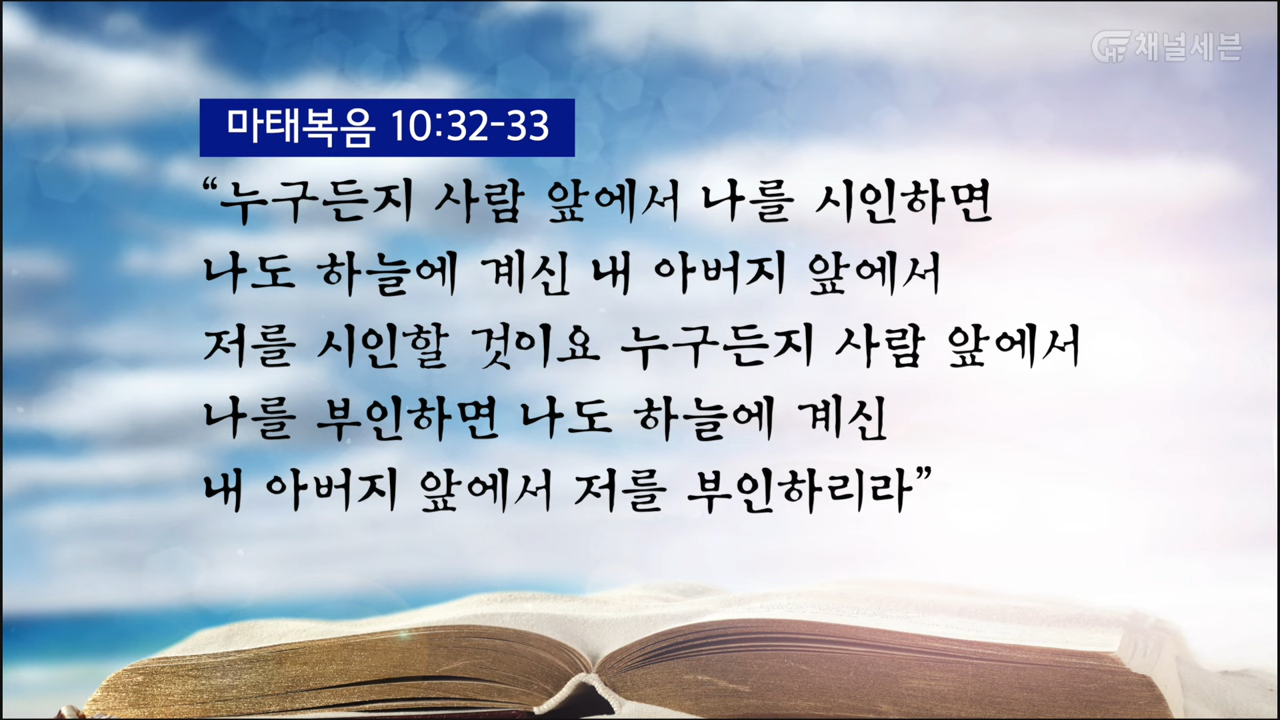 채널세븐
마태복음 10:32-33
“누구든지 사람 앞에서 나를 시인하면
나도 하늘에 계신 내 아버지 앞에서
저를 시인할 것이요 누구든지 사람 앞에서
나를 부인하면 나도 하늘에 계신
내 아버지 앞에서 저를 부인하리라”